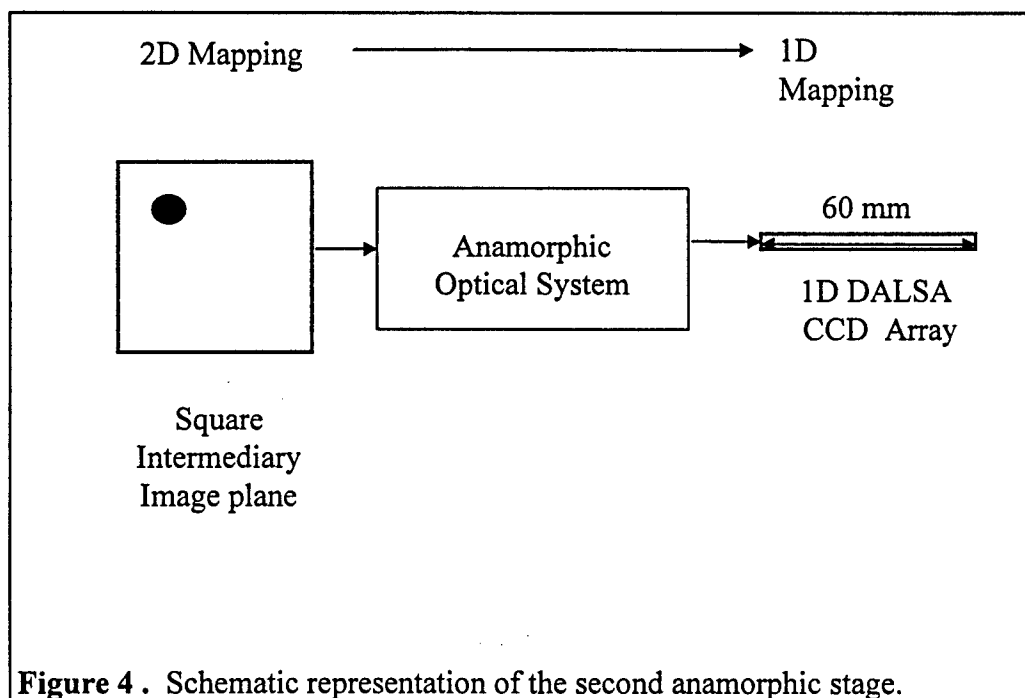 2D Mapping
1D
Mapping
60 mm
Anamorphic
Optical System
1D DALSA
CCD Array
Square
Intermediary
Image plane
Figure 4 . Schematic representation of the second anamorphic stage.